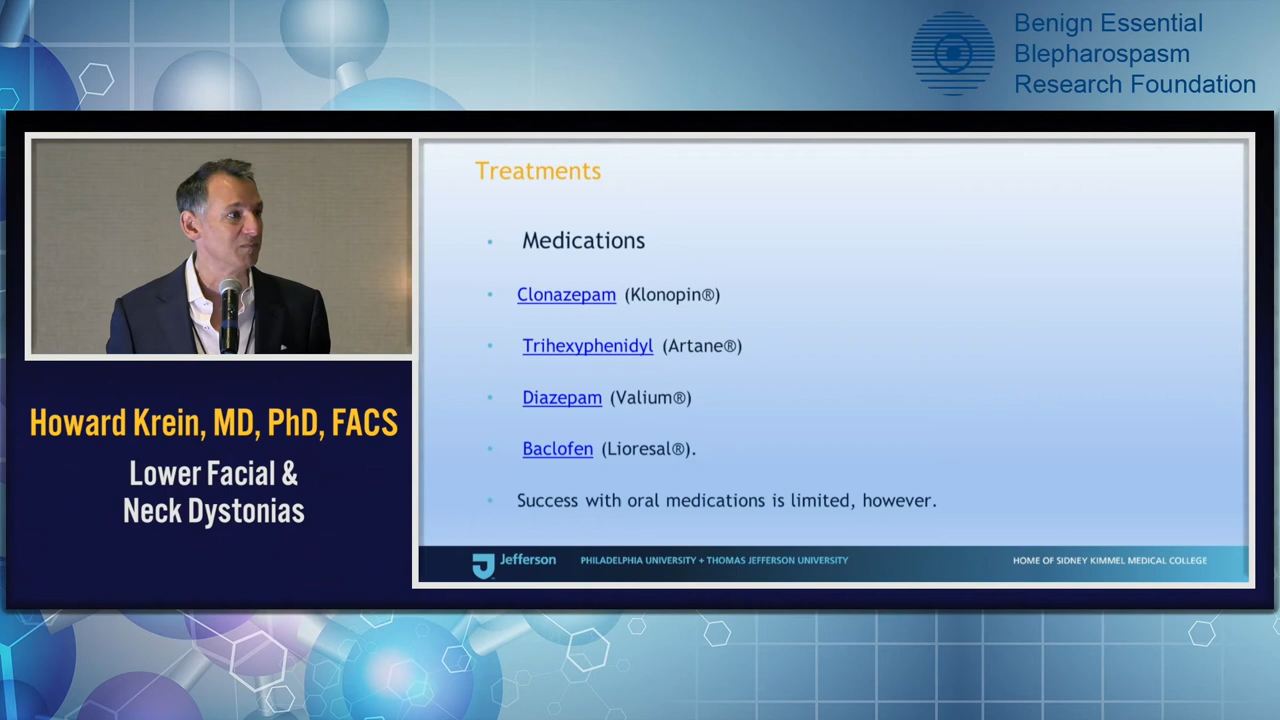 Benign Essential
Blepharospasm
Research Foundation
Treatments
• Medications
• Clonazepam (Klonopin®)
• Trihexyphenidyl (Artane®)
• Diazepam (Valium®)
• Baclofen (Lioresal®).
• Success with oral medications is limited, however.
Jefferson PHILADELPHIA UNIVERSITY + THOMAS JEFFERSON UNIVERSITY HOME OF SIDNEY KIMMEL MEDICAL COLLEGE
Howard Krein, MD, PhD, FACS
Lower Facial &
Neck Dystonias